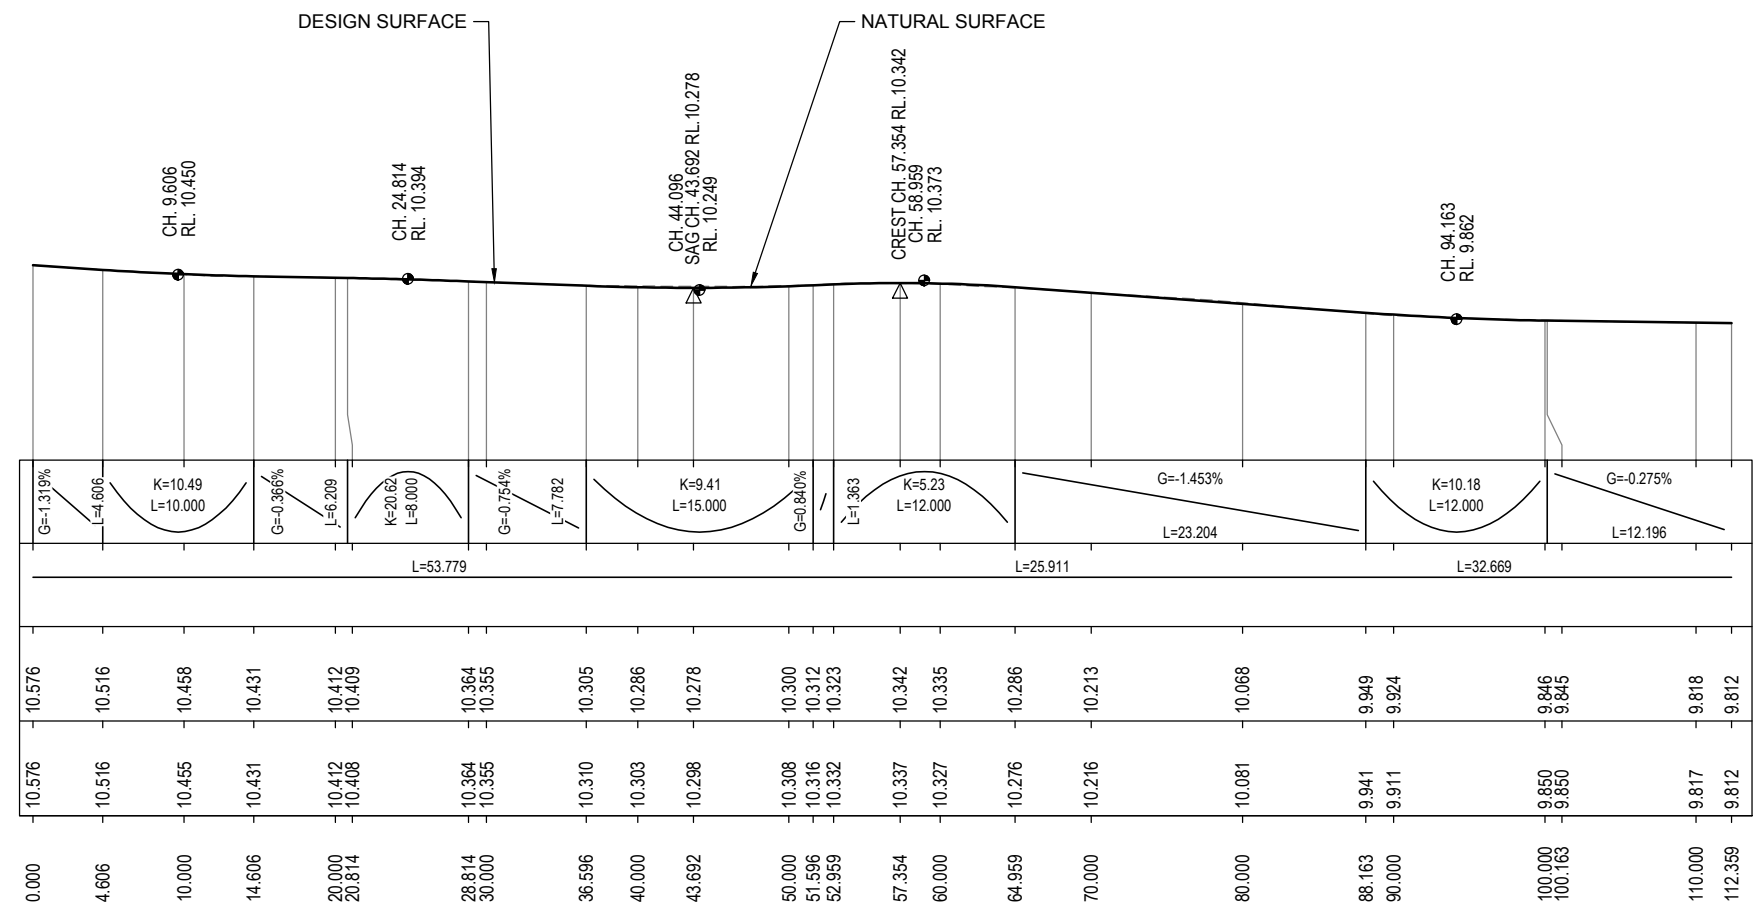 DESIGN SURFACE
NATURAL SURFACE
CH. 9.606
RL. 10.450
CH. 24.814
RL. 10.394
CH. 44.096
SAG CH. 43.692 RL.10.278
RL. 10.249
CREST CH. 57.354 RL.10.342
CH. 58.959
RL. 10.373
CH. 94.163
RL. 9.862
G=-1.319%
L=4.606
K=10.49
L=10.000
G=-0.366%
L=6.209
K=20.62
L=8.000
G=-0.754%
L=7.782
K=9.41
L=15.000
G=0.840%
L=1.363
K=5.23
L=12.000
G=-1.453%
L=23.204
K=10.18
L=12.000
G=-0.275%
L=12.196
L=53.779
L=25.911
L=32.669
10.576 10.516 10.458 10.431 10.412 10.409 10.364 10.355 10.305 10.286 10.278 10.300 10.312 10.323 10.342 10.335 10.286 10.213 10.068 9.949 9.924 9.846 9.845 9.818 9.812
10.576 10.516 10.455 10.431 10.412 10.408 10.364 10.355 10.310 10.303 10.298 10.308 10.316 10.332 10.337 10.327 10.276 10.216 10.081 9.941 9.911 9.850 9.850 9.817 9.812
0.000 4.606 10.000 14.606 20.000 20.814 28.814 30.000 36.596 40.000 43.692 50.000 51.596 52.959 57.354 60.000 64.959 70.000 80.000 88.163 90.000 100.000 100.163 110.000 112.359